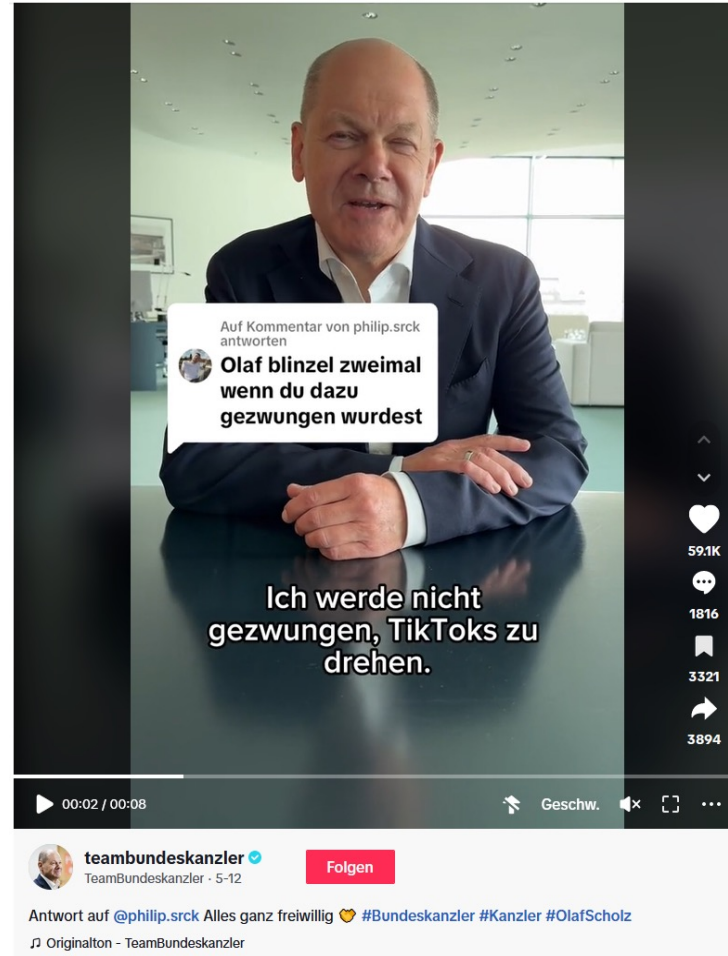 Auf Kommentar von philip.srck
antworten
Olaf blinzel zweimal
wenn du dazu
gezwungen wurdest
Ich werde nicht
gezwungen, TikToks zu
drehen.
59.1K
1816
3321
3894
00:02 / 00:08
Geschw.
teambundeskanzler
TeamBundeskanzler · 5-12
Folgen
Antwort auf @philip.srck Alles ganz freiwillig #Bundeskanzler #Kanzler #OlafScholz
Originalton - TeamBundeskanzler